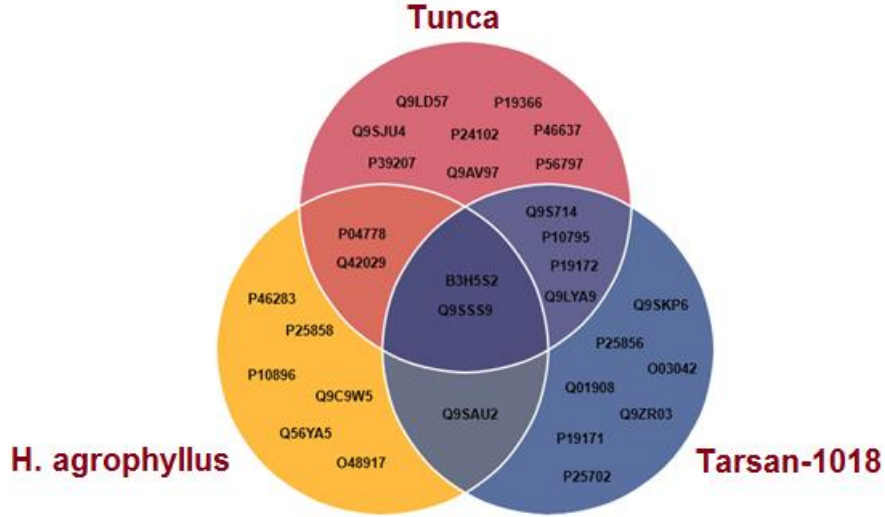 Tunca
Q9LD57
P19366
Q9SJU4
P24102
P46637
P39207
Q9AV97
P56797
Q9S714
P04778
P10795
Q42029
P19172
B3H5S2
P46283
Q9LYA9
Q9SKP6
Q9SSS9
P25858
P25856
O03042
P10896
Q01908
Q9C9W5
Q9SAU2
Q9ZR03
Q56YA5
P19171
H. agrophyllus
O48917
Tarsan-1018
P25702